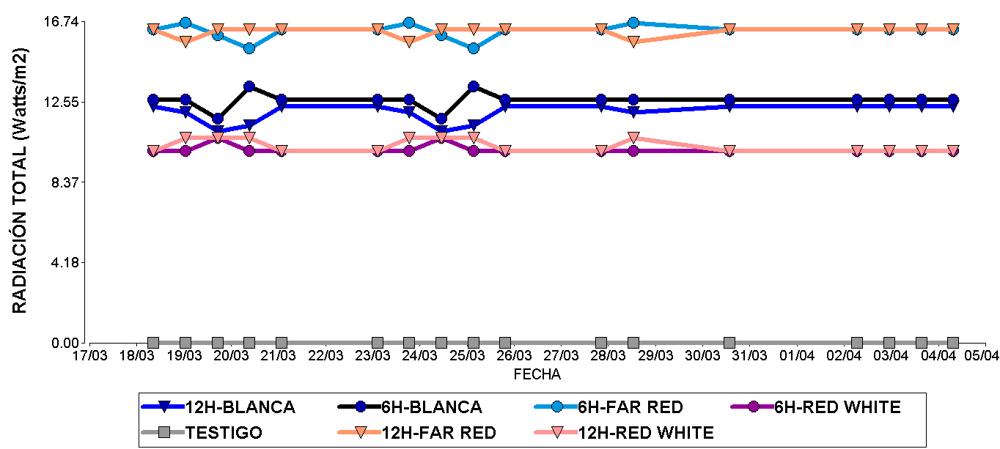 RADIACIÓN TOTAL (Watts/m2)
16.74
12.55
8.37
4.18
0.00
17/03 18/03 19/03 20/03 21/03 22/03 23/03 24/03 25/03 26/03 27/03 28/03 29/03 30/03 31/03 01/04 02/04 03/04 04/04 05/04
FECHA
12H-BLANCA 6H-BLANCA 6H-FAR RED 6H-RED WHITE
TESTIGO 12H-FAR RED 12H-RED WHITE